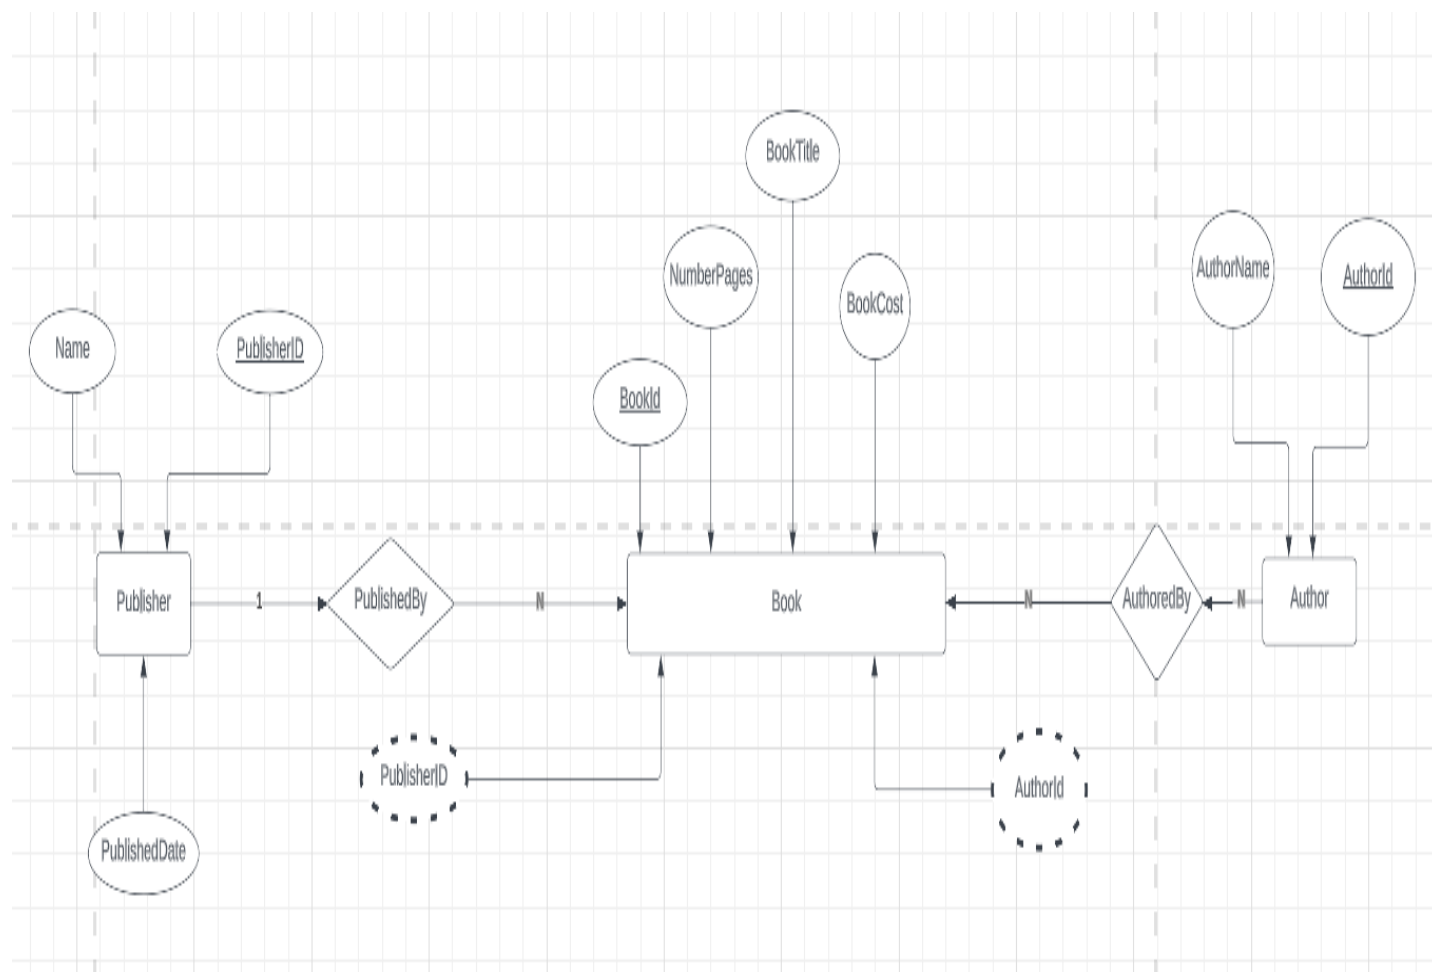 BookTitle
NumberPages
BookCost
AuthorName
AuthorId
Name
PublisherID
BookId
Publisher
1
PublishedBy
N
Book
N
AuthoredBy
N
Author
PublisherID
AuthorId
PublishedDate